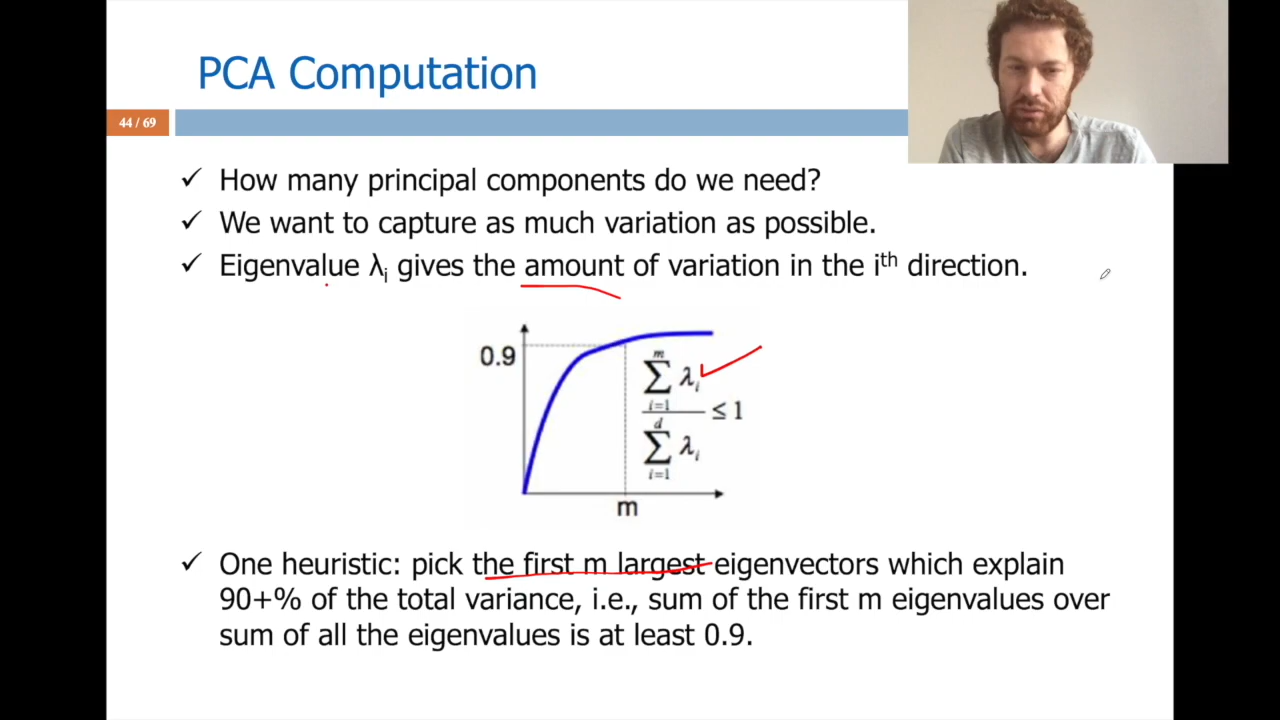 PCA Computation
44 / 69
✓ How many principal components do we need?
✓ We want to capture as much variation as possible.
✓ Eigenvalue λᵢ gives the amount of variation in the iᵗʰ direction.
0.9
m
∑ λᵢ
i=1
≤ 1
d
∑ λᵢ
i=1
m
✓ One heuristic: pick the first m largest eigenvectors which explain
90+% of the total variance, i.e., sum of the first m eigenvalues over
sum of all the eigenvalues is at least 0.9.